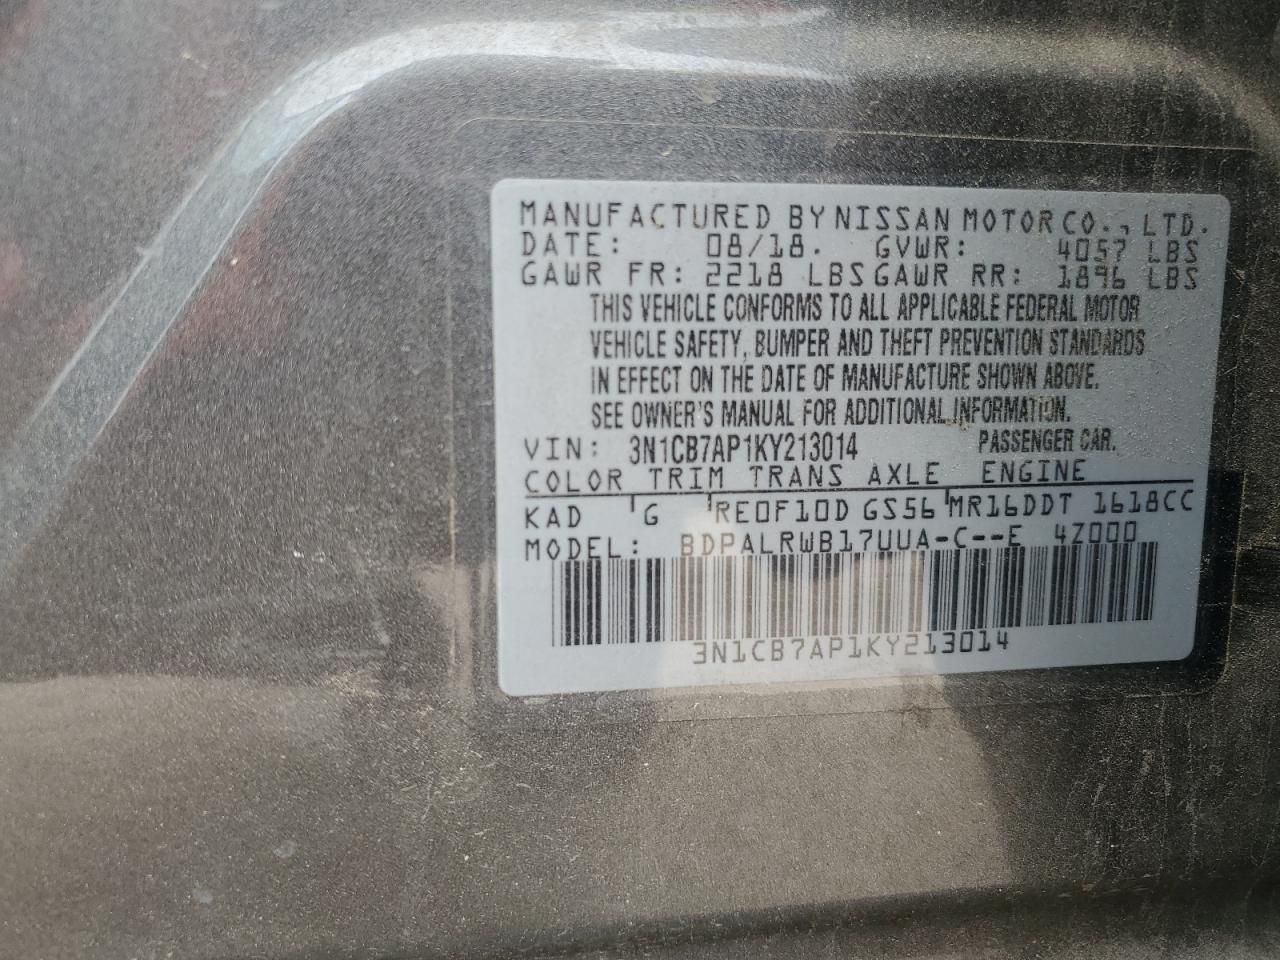 MANUFACTURED BY NISSAN MOTOR CO., LTD.
DATE: 08/18. GVWR: 4057 LBS
GAWR FR: 2218 LBS GAWR RR: 1896 LBS
THIS VEHICLE CONFORMS TO ALL APPLICABLE FEDERAL MOTOR
VEHICLE SAFETY, BUMPER AND THEFT PREVENTION STANDARDS
IN EFFECT ON THE DATE OF MANUFACTURE SHOWN ABOVE.
SEE OWNER'S MANUAL FOR ADDITIONAL INFORMATION.
VIN: 3N1CB7AP1KY213014 PASSENGER CAR.
COLOR TRIM TRANS AXLE ENGINE
KAD G RE0F10D GS56 MR16DDT 1618CC
MODEL: BDPALRWB17UUA-C--E 4Z000
3N1CB7AP1KY213014